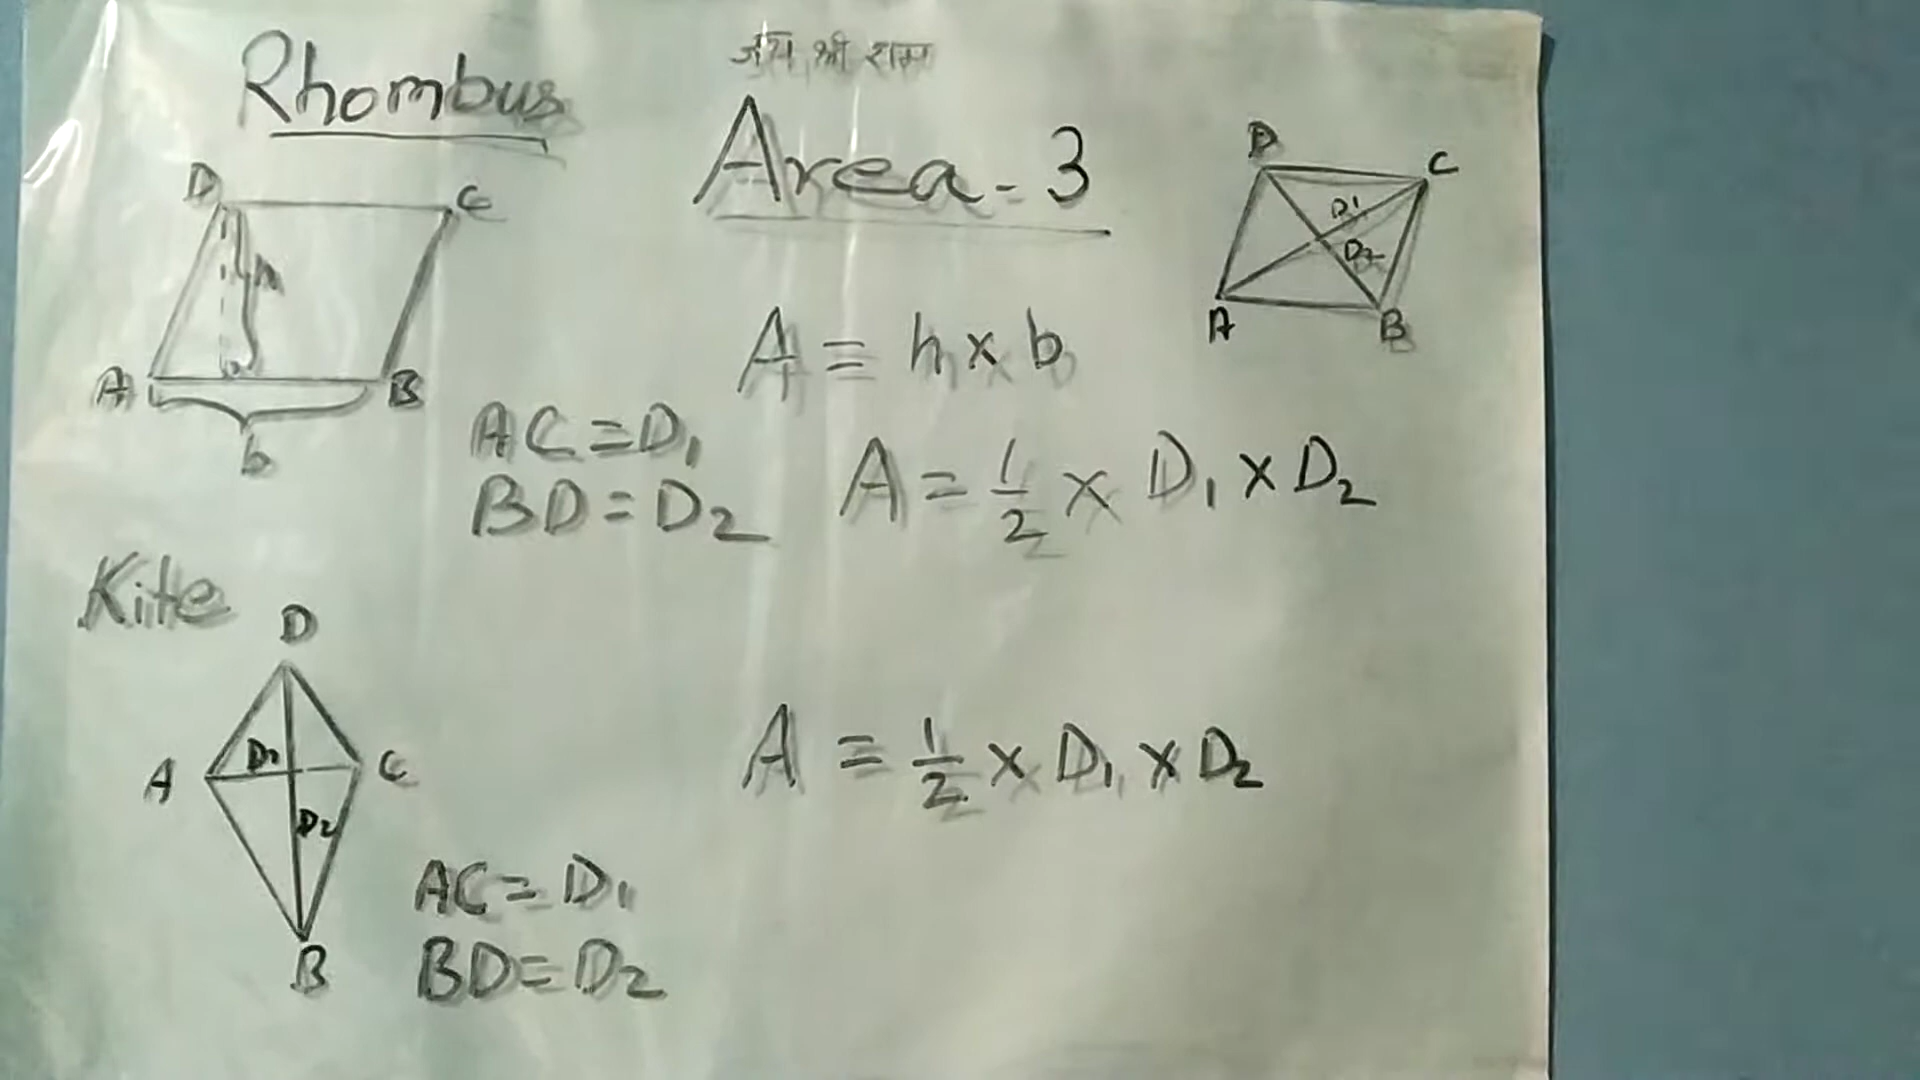 जय श्री राम
Rhombus
Area - 3
D C
h
A B
b
D C
D1
D2
A B
A = h x b
AC = D1
BD = D2
A = 1/2 x D1 x D2
Kite
D
A D1 C
D2
B
A = 1/2 x D1 x D2
AC = D1
BD = D2